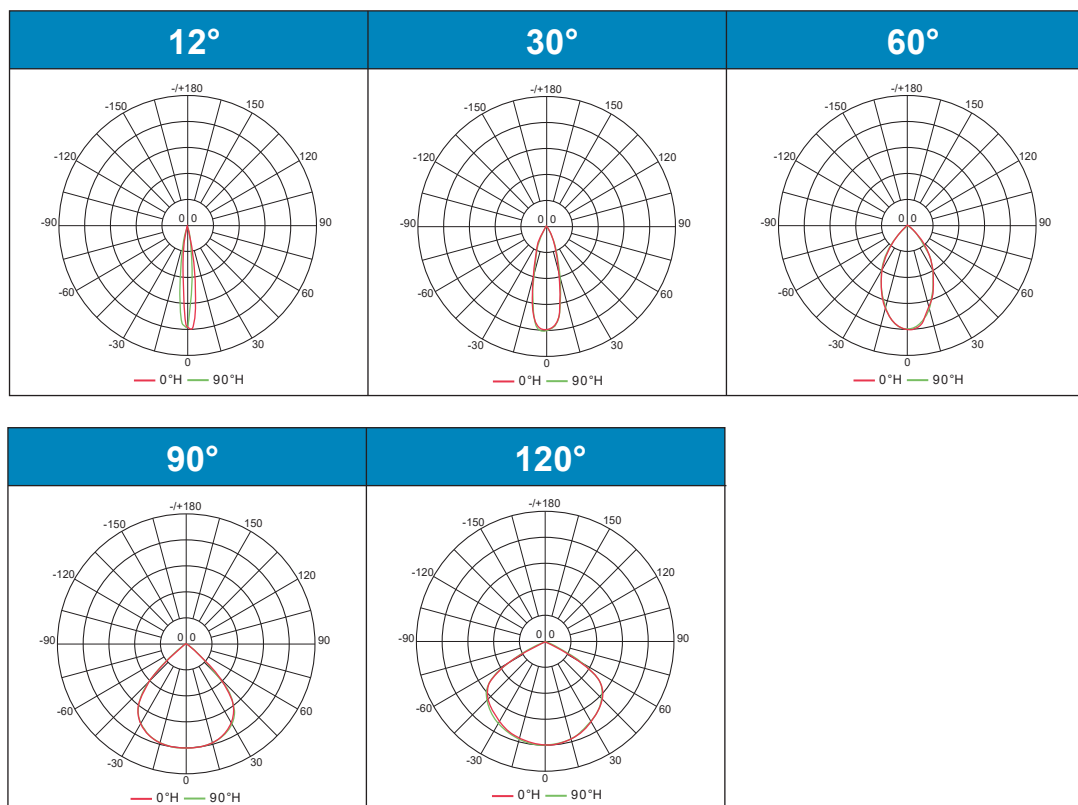 12° 30° 60°
-/+180 -/+180 -/+180
-150 150 -150 150 -150 150
-120 120 -120 120 -120 120
-90 0 0 90 -90 0 0 90 -90 0 0 90
-60 60 -60 60 -60 60
-30 30 -30 30 -30 30
0 0 0
0°H 90°H 0°H 90°H 0°H 90°H
90° 120°
-/+180 -/+180
-150 150 -150 150
-120 120 -120 120
-90 0 0 90 -90 0 0 90
-60 60 -60 60
-30 30 -30 30
0 0
0°H 90°H 0°H 90°H